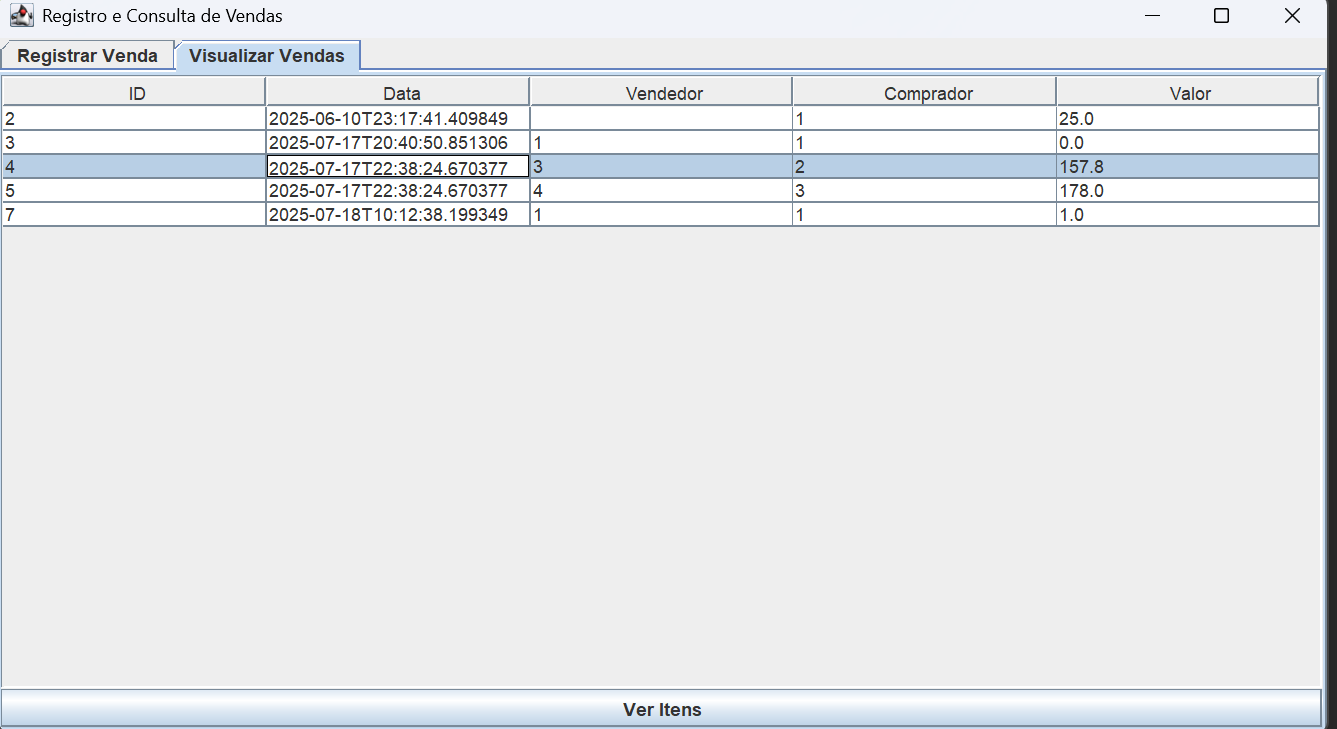 Registro e Consulta de Vendas
Registrar Venda Visualizar Vendas
ID Data Vendedor Comprador Valor
2 2025-06-10T23:17:41.409849 1 25.0
3 2025-07-17T20:40:50.851306 1 1 0.0
4 2025-07-17T22:38:24.670377 3 2 157.8
5 2025-07-17T22:38:24.670377 4 3 178.0
7 2025-07-18T10:12:38.199349 1 1 1.0
Ver Itens